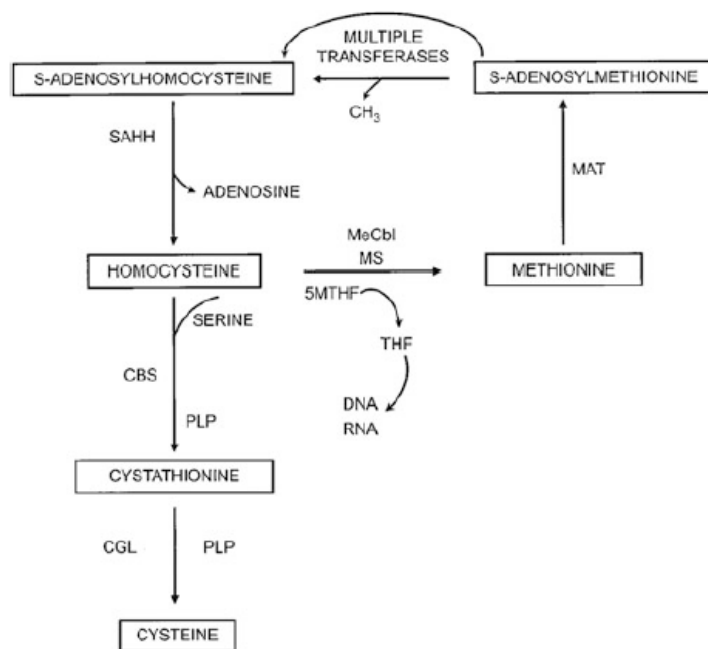 MULTIPLE
TRANSFERASES
S-ADENOSYLHOMOCYSTEINE
S-ADENOSYLMETHIONINE
CH3
SAHH
MAT
ADENOSINE
MeCbl
MS
HOMOCYSTEINE
METHIONINE
5MTHF
SERINE
THF
CBS
DNA
RNA
PLP
CYSTATHIONINE
CGL
PLP
CYSTEINE